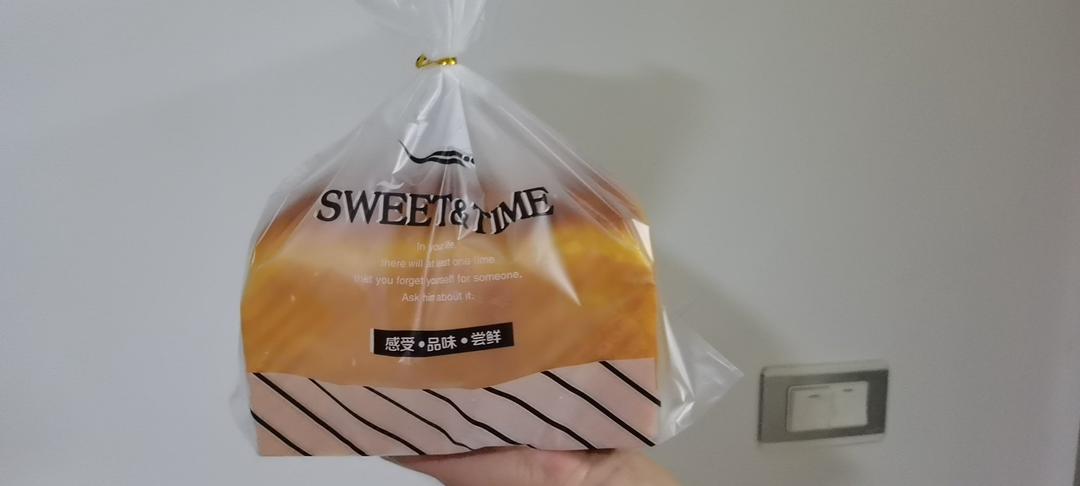 SWEET&TIME
In your life,
there will at least one time
that you forget yourself for someone.
Ask him about it.
感受•品味•尝鲜